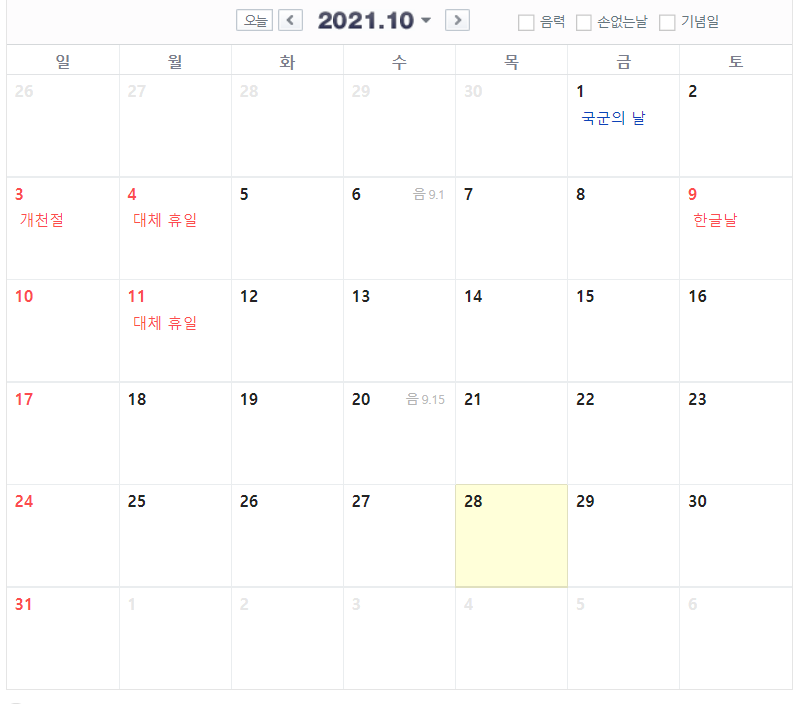 오늘 < 2021.10 > 음력 손없는날 기념일
일 월 화 수 목 금 토
26 27 28 29 30 1 2
국군의 날
3 4 5 6 음 9.1 7 8 9
개천절 대체 휴일 한글날
10 11 12 13 14 15 16
대체 휴일
17 18 19 20 음 9.15 21 22 23
24 25 26 27 28 29 30
31 1 2 3 4 5 6